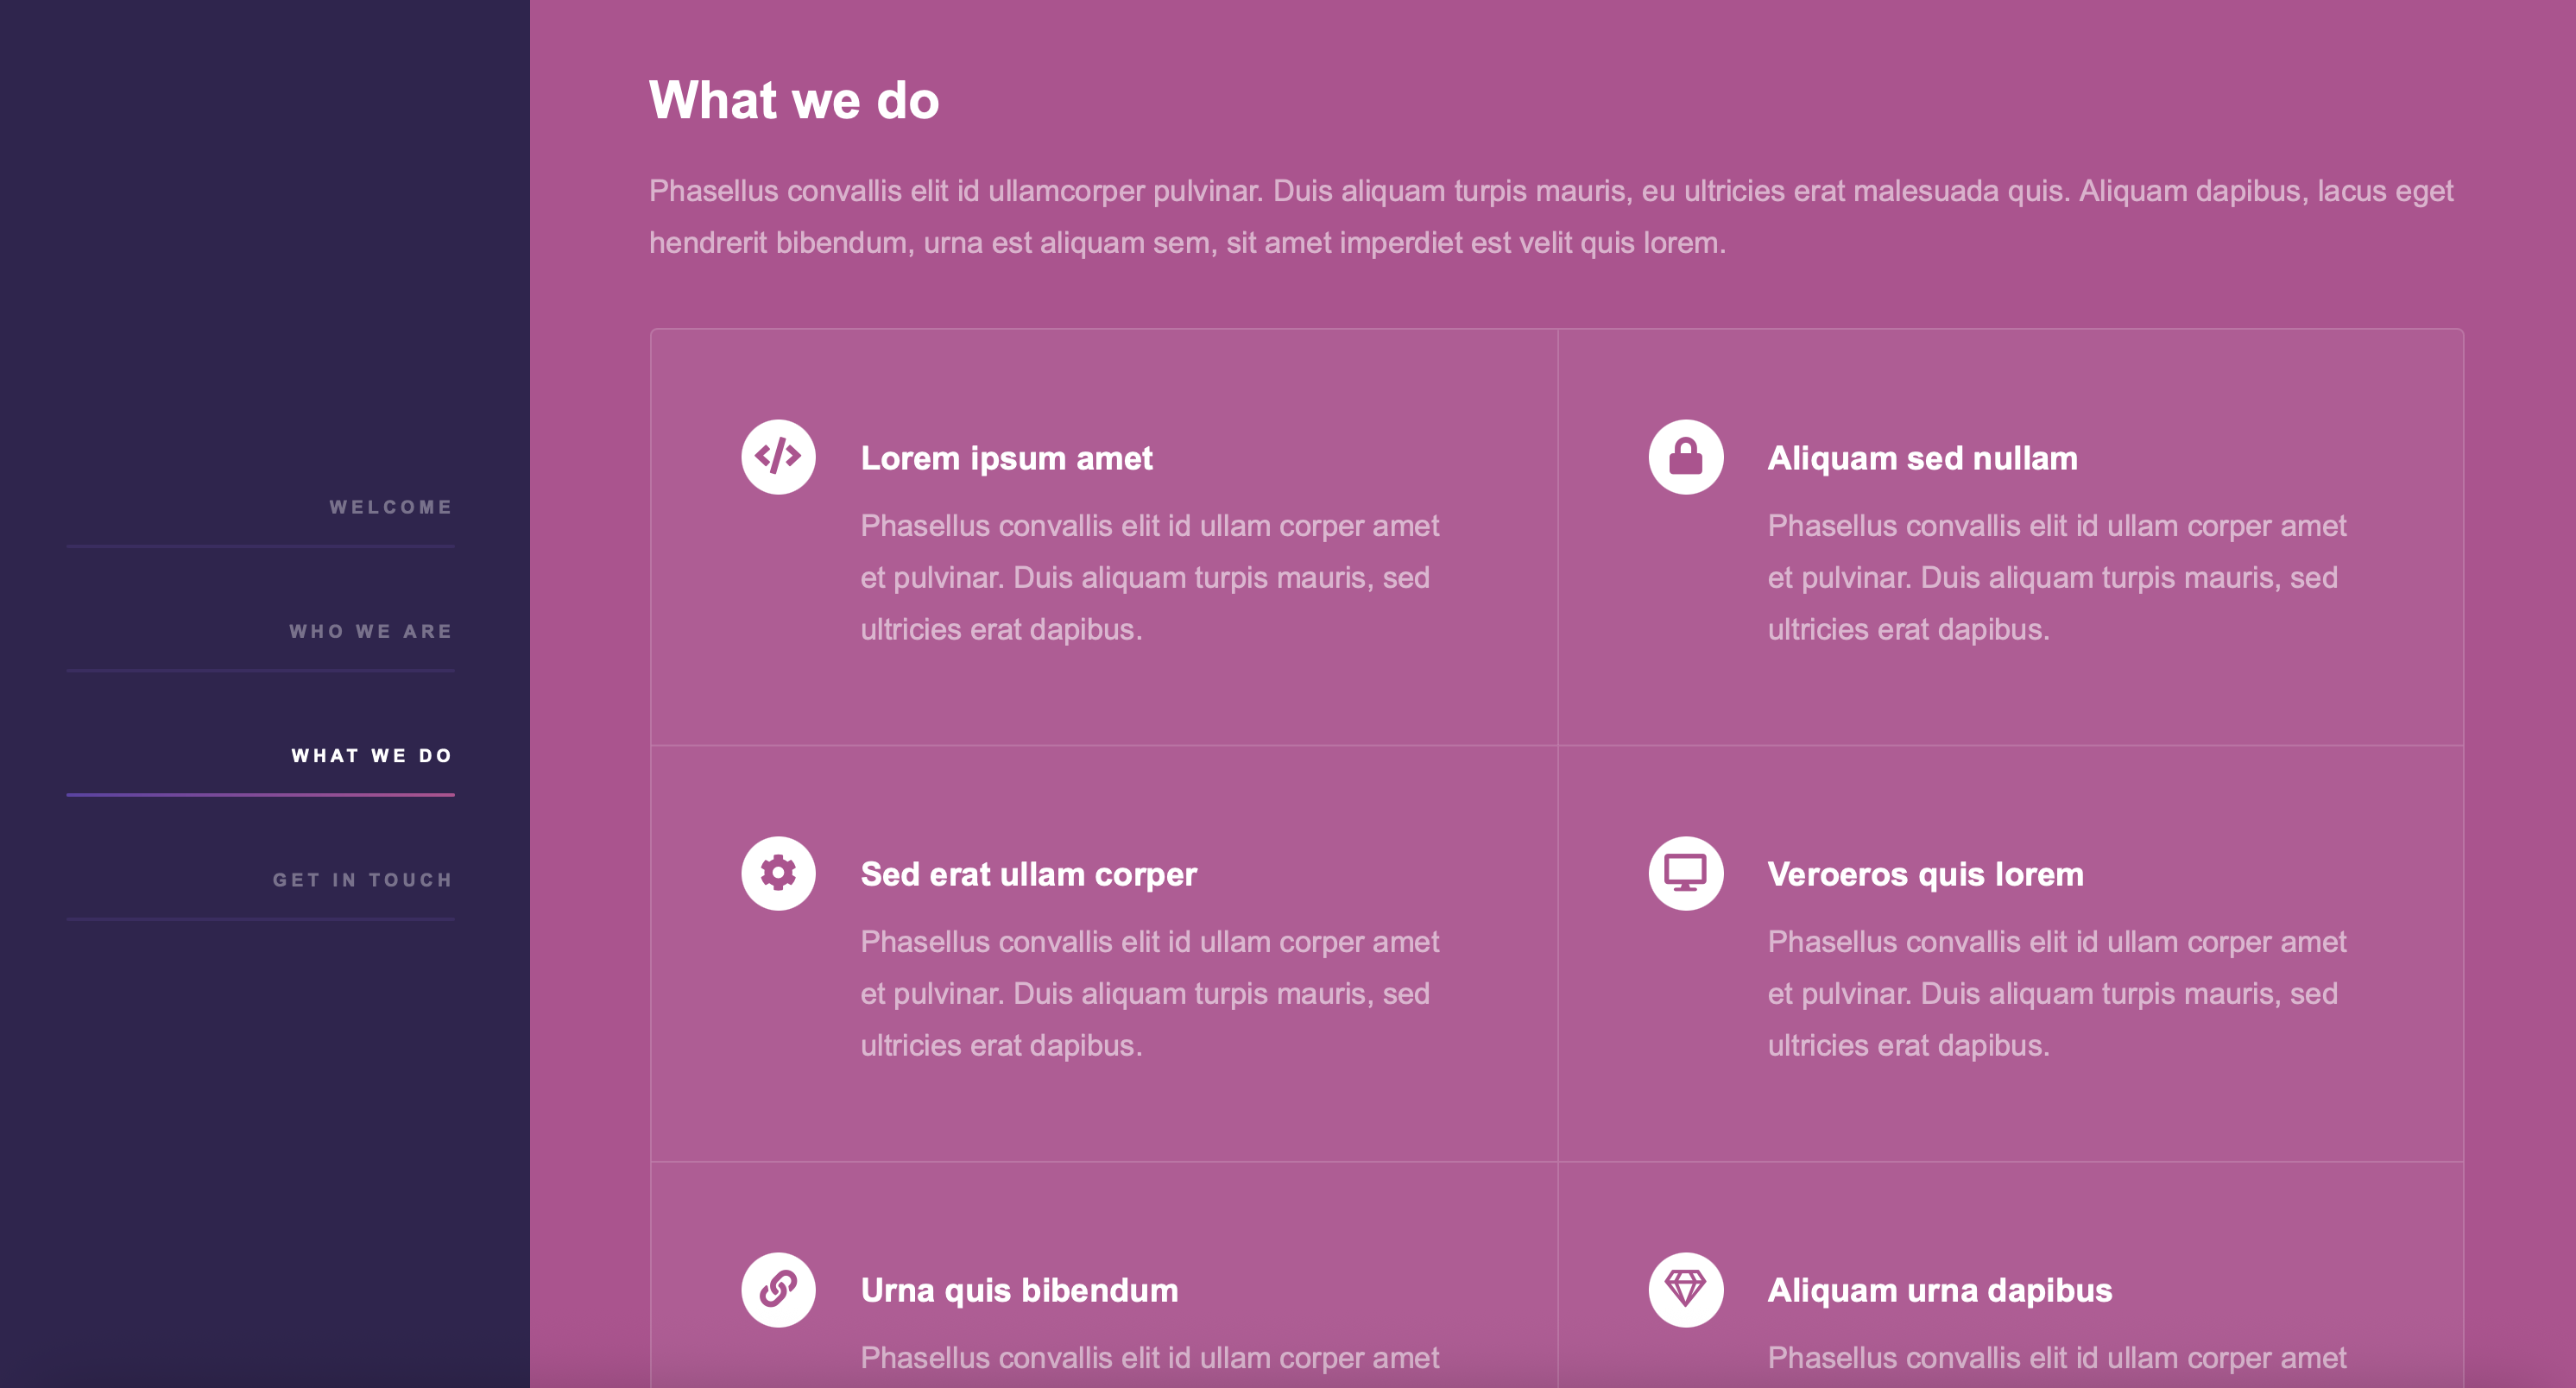 WELCOME
WHO WE ARE
WHAT WE DO
GET IN TOUCH
What we do
Phasellus convallis elit id ullamcorper pulvinar. Duis aliquam turpis mauris, eu ultricies erat malesuada quis. Aliquam dapibus, lacus eget
hendrerit bibendum, urna est aliquam sem, sit amet imperdiet est velit quis lorem.
Lorem ipsum amet
Phasellus convallis elit id ullam corper amet
et pulvinar. Duis aliquam turpis mauris, sed
ultricies erat dapibus.
Aliquam sed nullam
Phasellus convallis elit id ullam corper amet
et pulvinar. Duis aliquam turpis mauris, sed
ultricies erat dapibus.
Sed erat ullam corper
Phasellus convallis elit id ullam corper amet
et pulvinar. Duis aliquam turpis mauris, sed
ultricies erat dapibus.
Veroeros quis lorem
Phasellus convallis elit id ullam corper amet
et pulvinar. Duis aliquam turpis mauris, sed
ultricies erat dapibus.
Urna quis bibendum
Phasellus convallis elit id ullam corper amet
Aliquam urna dapibus
Phasellus convallis elit id ullam corper amet